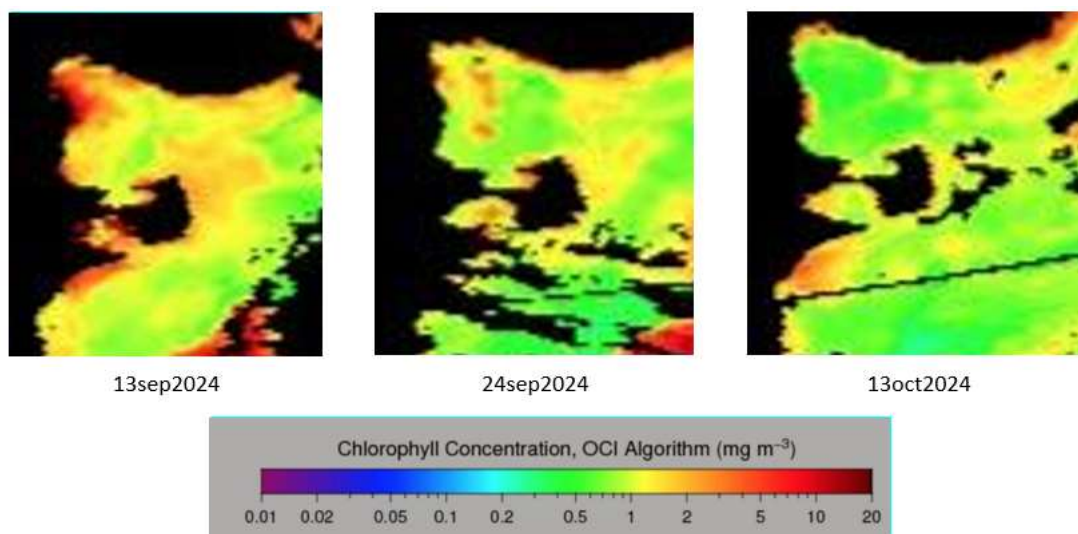 13sep2024 24sep2024 13oct2024
Chlorophyll Concentration, OCI Algorithm (mg m⁻³)
0.01 0.02 0.05 0.1 0.2 0.5 1 2 5 10 20